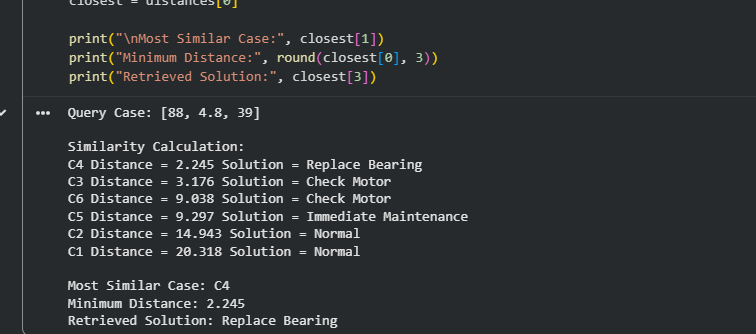 closest = distances[0]
print("\nMost Similar Case:", closest[1])
print("Minimum Distance:", round(closest[0], 3))
print("Retrieved Solution:", closest[3])
Query Case: [88, 4.8, 39]
Similarity Calculation:
C4 Distance = 2.245 Solution = Replace Bearing
C3 Distance = 3.176 Solution = Check Motor
C6 Distance = 9.038 Solution = Check Motor
C5 Distance = 9.297 Solution = Immediate Maintenance
C2 Distance = 14.943 Solution = Normal
C1 Distance = 20.318 Solution = Normal
Most Similar Case: C4
Minimum Distance: 2.245
Retrieved Solution: Replace Bearing